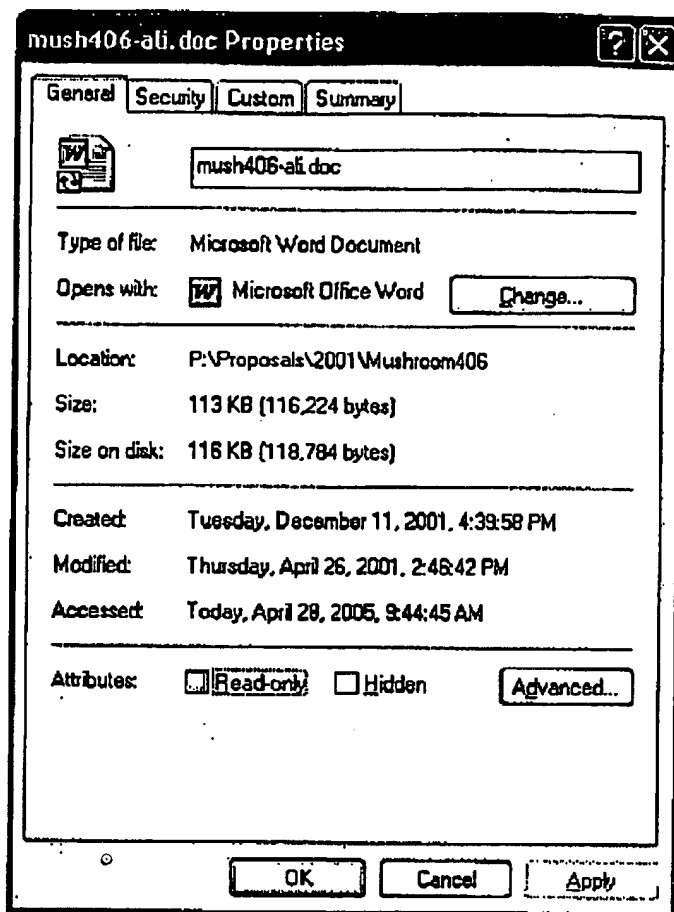 mush406-ali.doc Properties
General Security Custom Summary
mush406-ali.doc
Type of file: Microsoft Word Document
Opens with: Microsoft Office Word Change...
Location: P:\Proposals\2001\Mushroom406
Size: 113 KB (116,224 bytes)
Size on disk: 116 KB (118,784 bytes)
Created: Tuesday, December 11, 2001, 4:39:58 PM
Modified: Thursday, April 26, 2001, 2:46:42 PM
Accessed: Today, April 28, 2005, 9:44:45 AM
Attributes: Read-only Hidden Advanced...
OK Cancel Apply